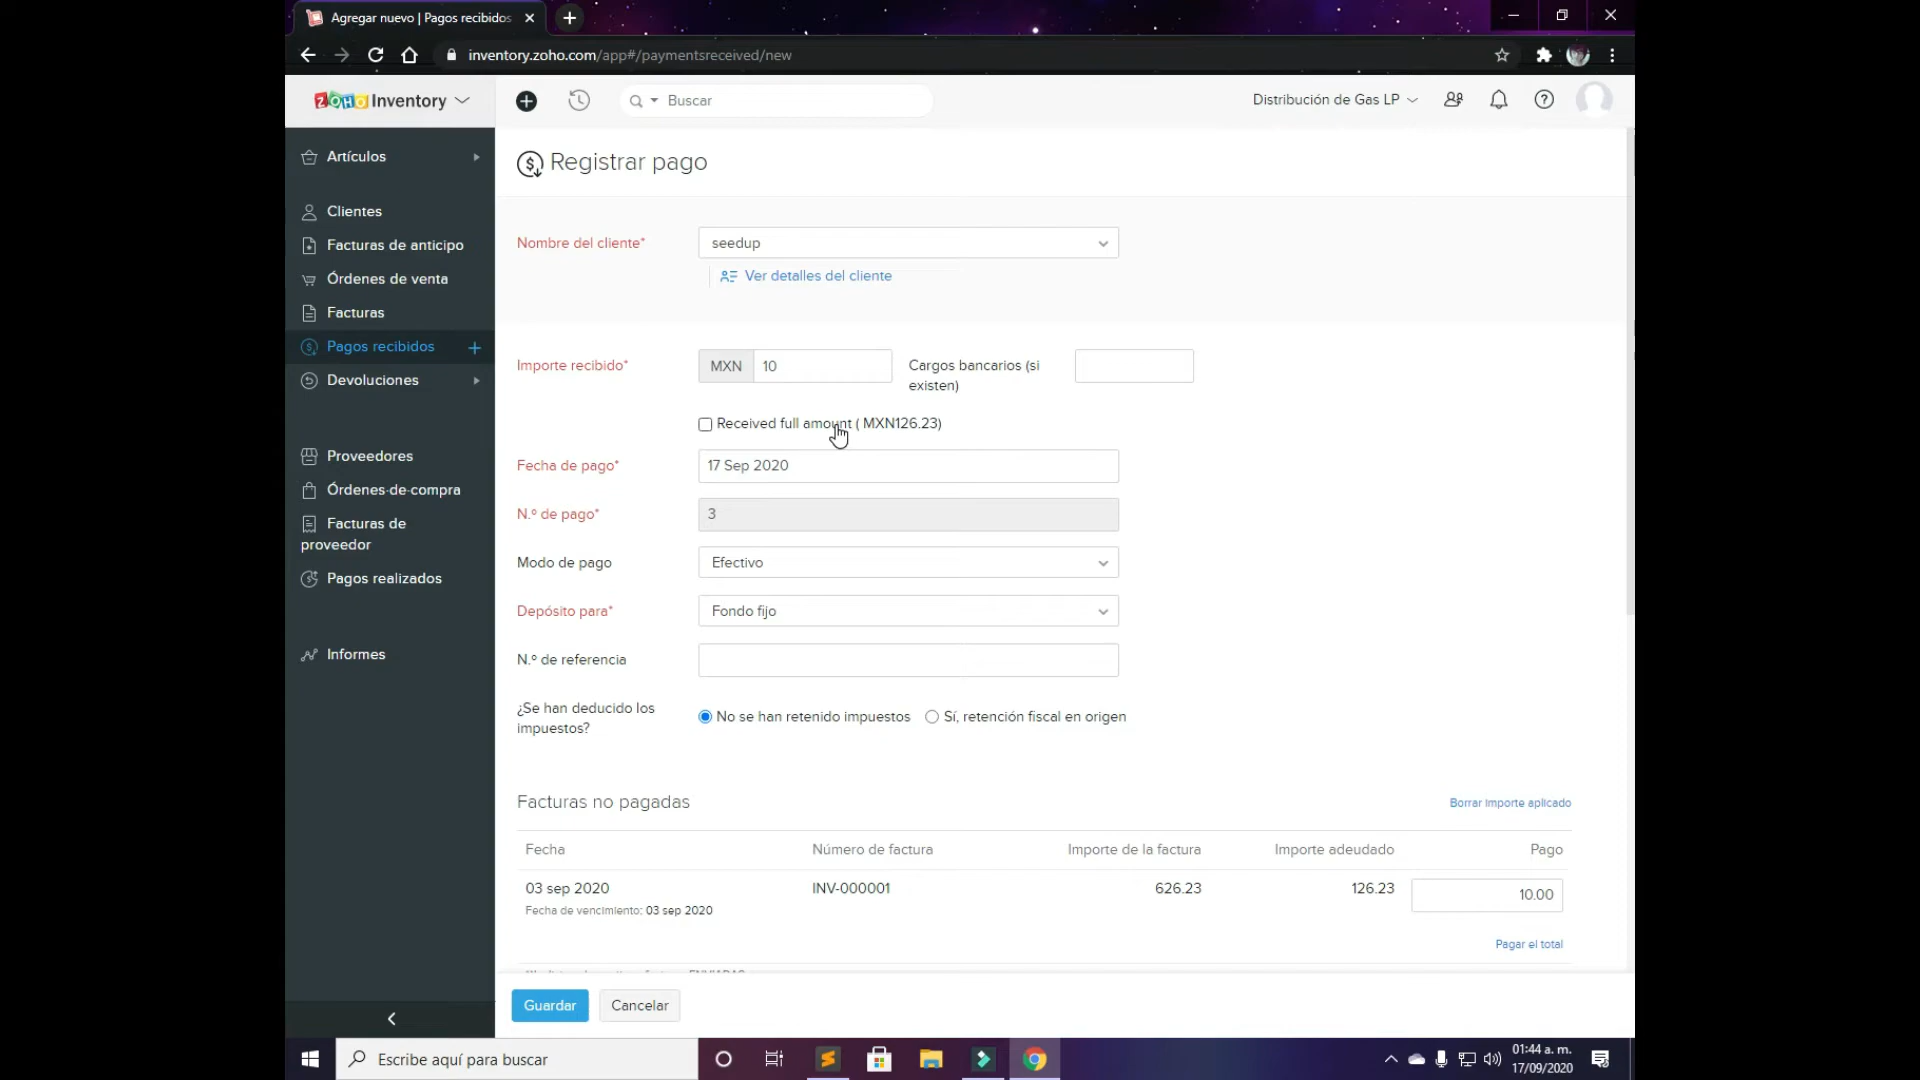 Agregar nuevo | Pagos recibidos
inventory.zoho.com/app#/paymentsreceived/new
ZOHO Inventory
Buscar
Distribución de Gas LP
Artículos
Clientes
Facturas de anticipo
Órdenes de venta
Facturas
Pagos recibidos
Devoluciones
Proveedores
Órdenes de compra
Facturas de
proveedor
Pagos realizados
Informes
Registrar pago
Nombre del cliente*
seedup
Ver detalles del cliente
Importe recibido*
MXN 10
Cargos bancarios (si
existen)
Received full amount ( MXN126.23)
Fecha de pago*
17 Sep 2020
N.º de pago*
3
Modo de pago
Efectivo
Depósito para*
Fondo fijo
N.º de referencia
¿Se han deducido los
impuestos?
No se han retenido impuestos
Sí, retención fiscal en origen
Facturas no pagadas
Borrar importe aplicado
Fecha Número de factura Importe de la factura Importe adeudado Pago
03 sep 2020 INV-000001 626.23 126.23 10.00
Fecha de vencimiento: 03 sep 2020
Pagar el total
Guardar
Cancelar
Escribe aquí para buscar
01:44 a. m.
17/09/2020